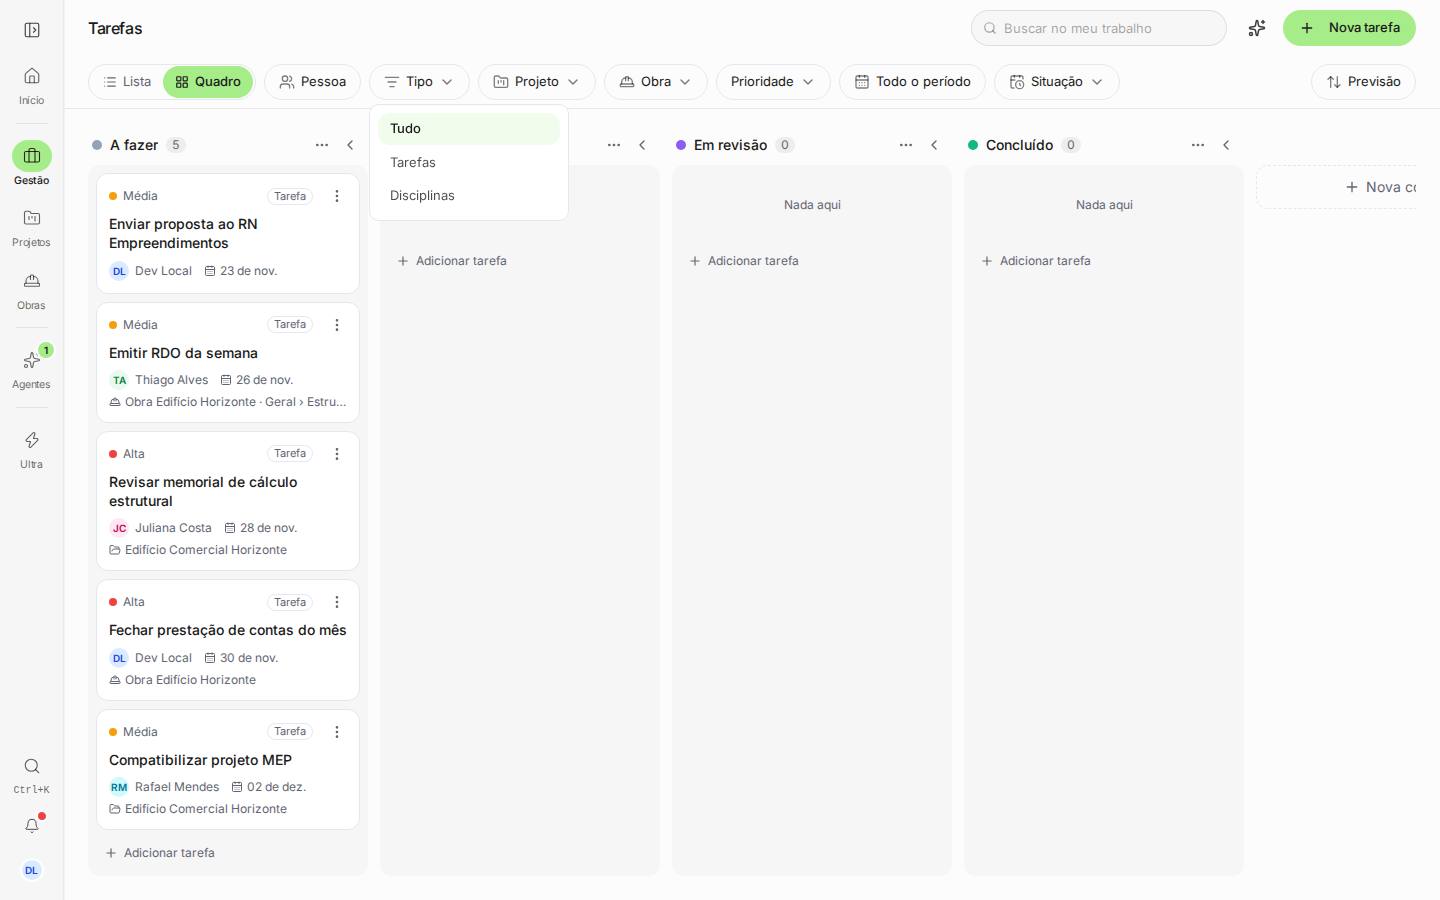 Tarefas
Buscar no meu trabalho
Nova tarefa
Início
Gestão
Projetos
Obras
1
Agentes
Ultra
Ctrl+K
DL
Lista
Quadro
Pessoa
Tipo
Projeto
Obra
Prioridade
Todo o período
Situação
Previsão
Tudo
Tarefas
Disciplinas
A fazer 5
Média Tarefa
Enviar proposta ao RN
Empreendimentos
DL Dev Local 23 de nov.
Média Tarefa
Emitir RDO da semana
TA Thiago Alves 26 de nov.
Obra Edifício Horizonte · Geral › Estru...
Alta Tarefa
Revisar memorial de cálculo
estrutural
JC Juliana Costa 28 de nov.
Edifício Comercial Horizonte
Alta Tarefa
Fechar prestação de contas do mês
DL Dev Local 30 de nov.
Obra Edifício Horizonte
Média Tarefa
Compatibilizar projeto MEP
RM Rafael Mendes 02 de dez.
Edifício Comercial Horizonte
Adicionar tarefa
Adicionar tarefa
Em revisão 0
Nada aqui
Adicionar tarefa
Concluído 0
Nada aqui
Adicionar tarefa
Nova